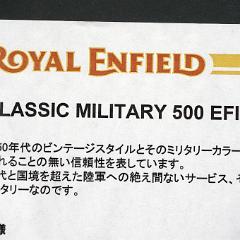 ROYAL ENFIELD
CLASSIC MILITARY 500 EFI
50年代のビンテージスタイルとそのミリタリーカラー
れることの無い信頼性を表しています。
代と国境を超えた陸軍への絶え間ないサービス、そ
タリーなのです。
様